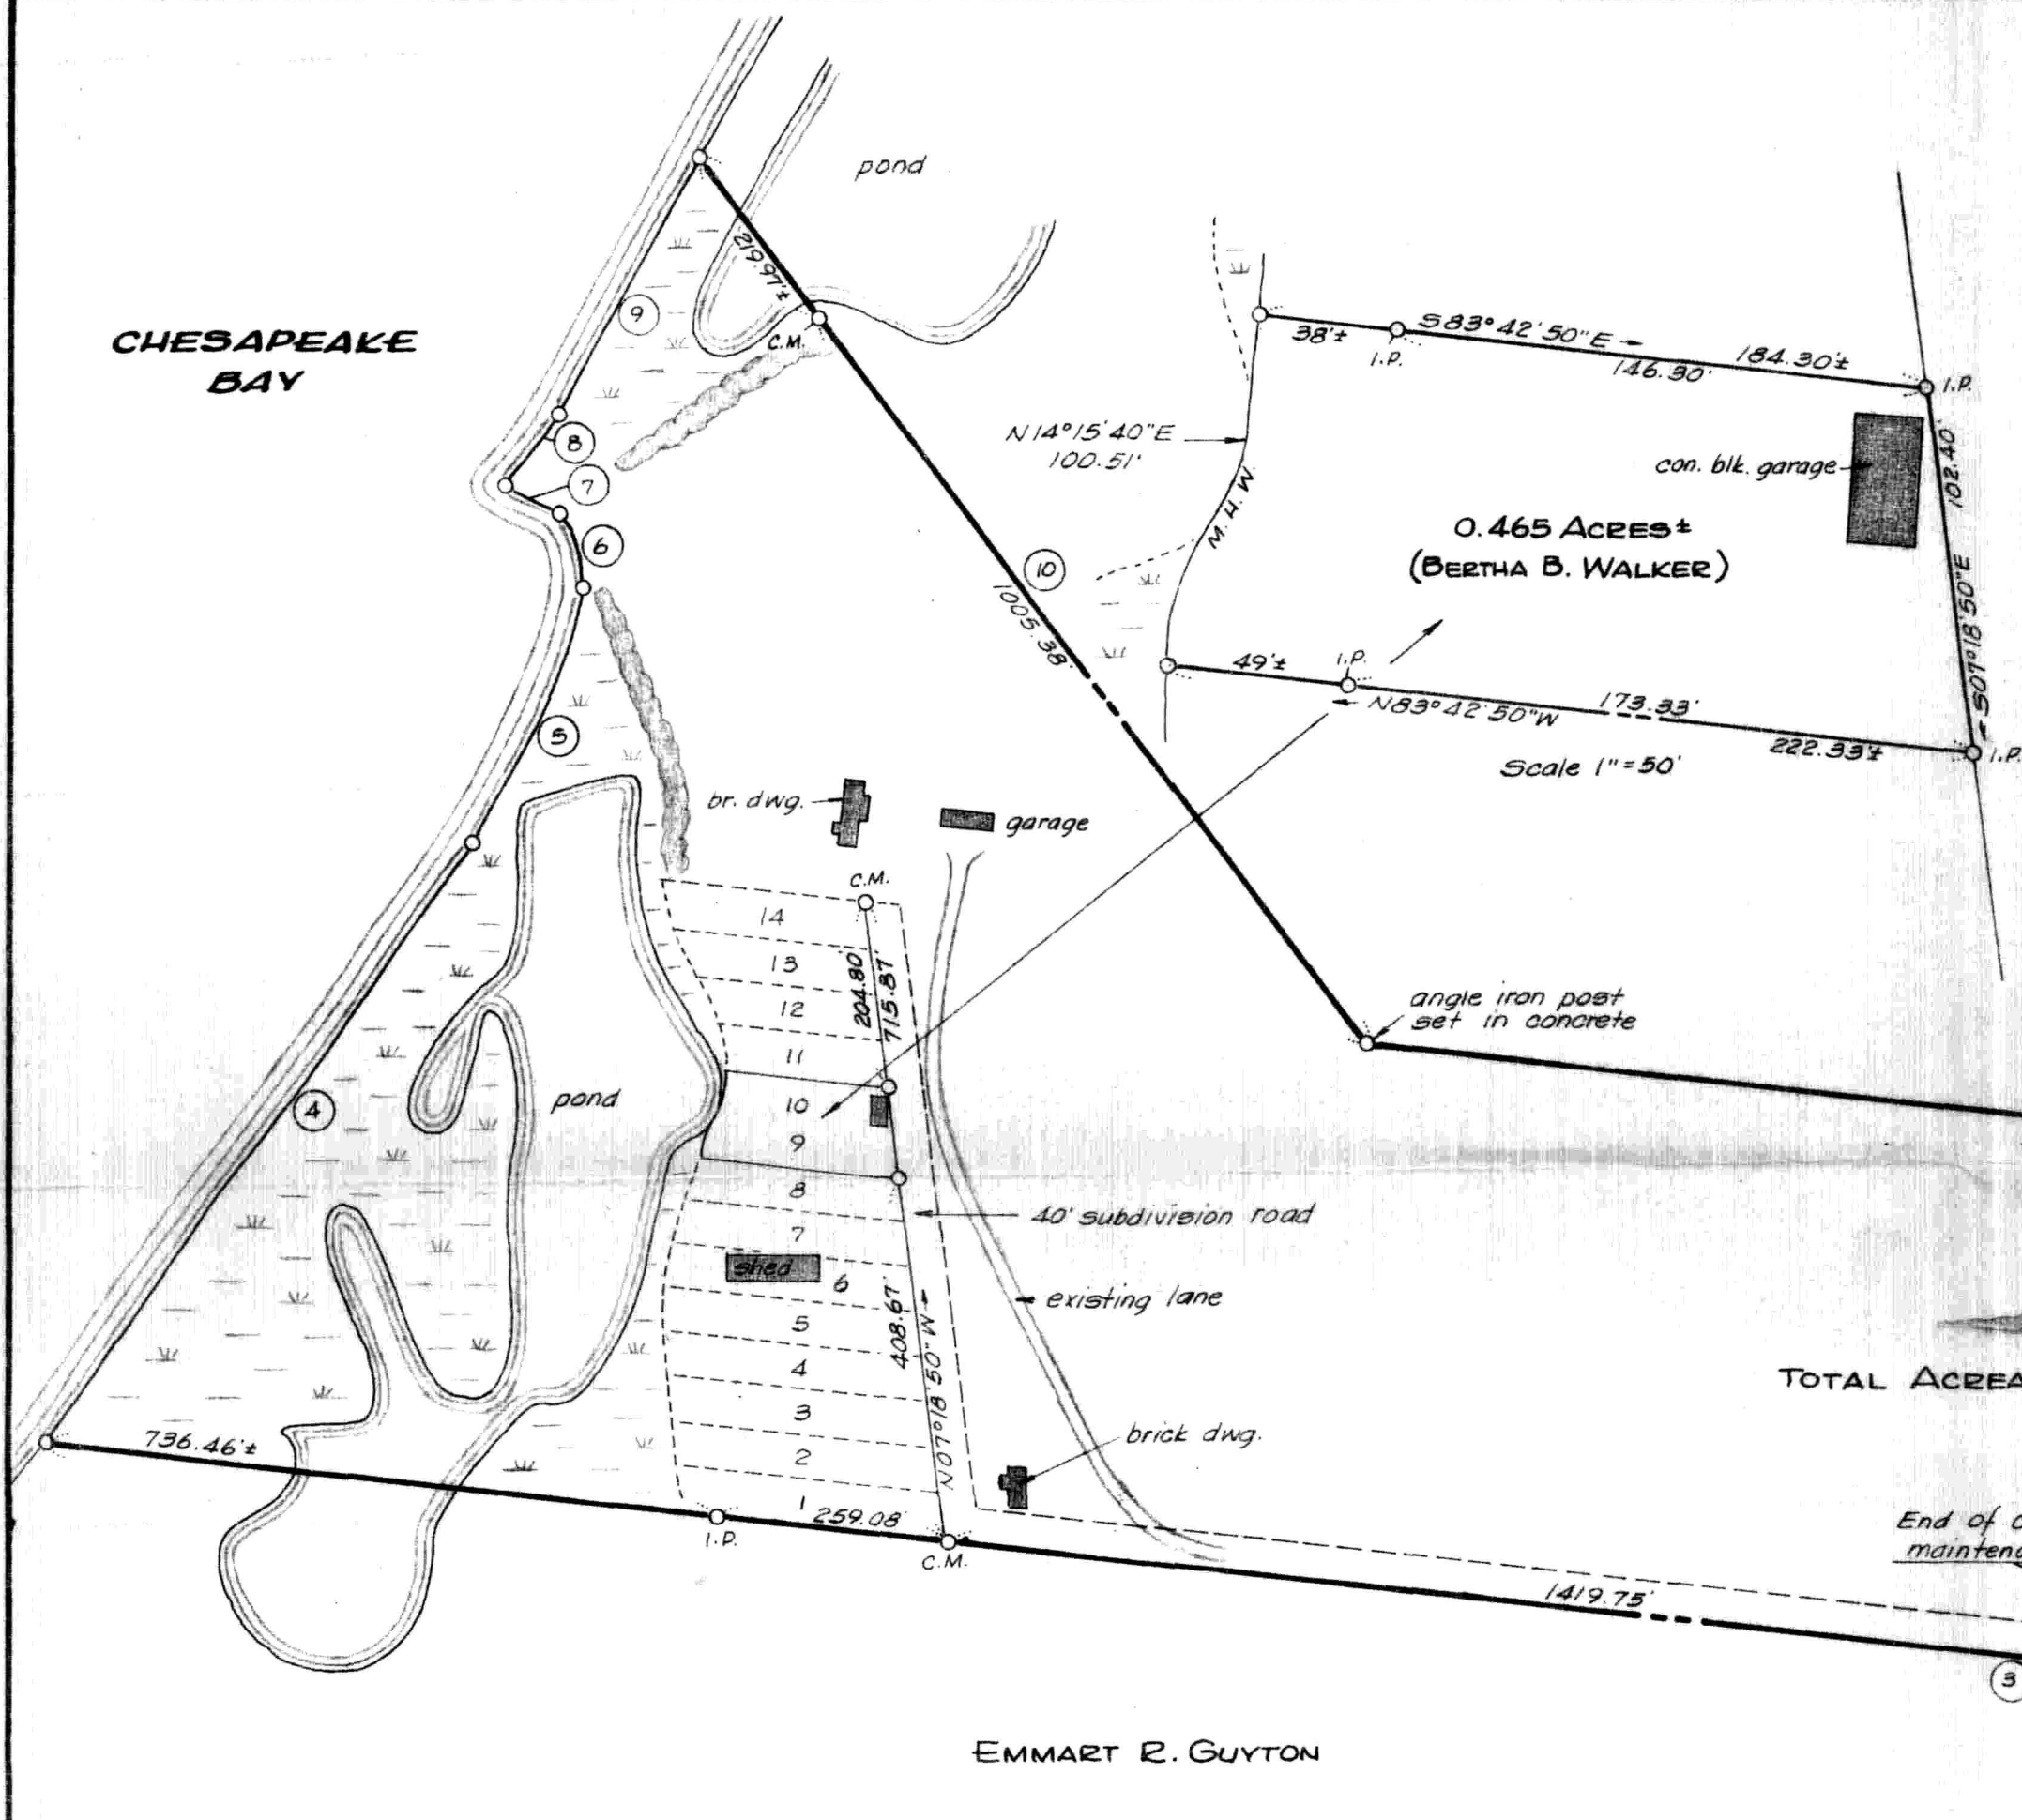 pond
CHESAPEAKE
BAY
219.97'±
C.M.
9
8
7
6
5
4
10
1005.38'
38'±
I.P.
S83°42'50"E
146.30'
184.30'±
I.P.
N14°15'40"E
100.51'
M.H.W.
con. blk. garage
102.40'
S07°18'50"E
0.465 ACRES±
(BERTHA B. WALKER)
49'±
I.P.
N83°42'50"W
173.33'
222.33'±
I.P.
Scale 1"=50'
br. dwg.
garage
C.M.
14
13
12
11
10
9
8
7
shed
6
5
4
3
2
1
204.80'
715.87'
408.67'
N07°18'50"W
pond
angle iron post
set in concrete
40' subdivision road
existing lane
brick dwg.
TOTAL ACREA
End of
736.46'±
I.P.
259.08'
C.M.
1419.75'
3
EMMART R. GUYTON